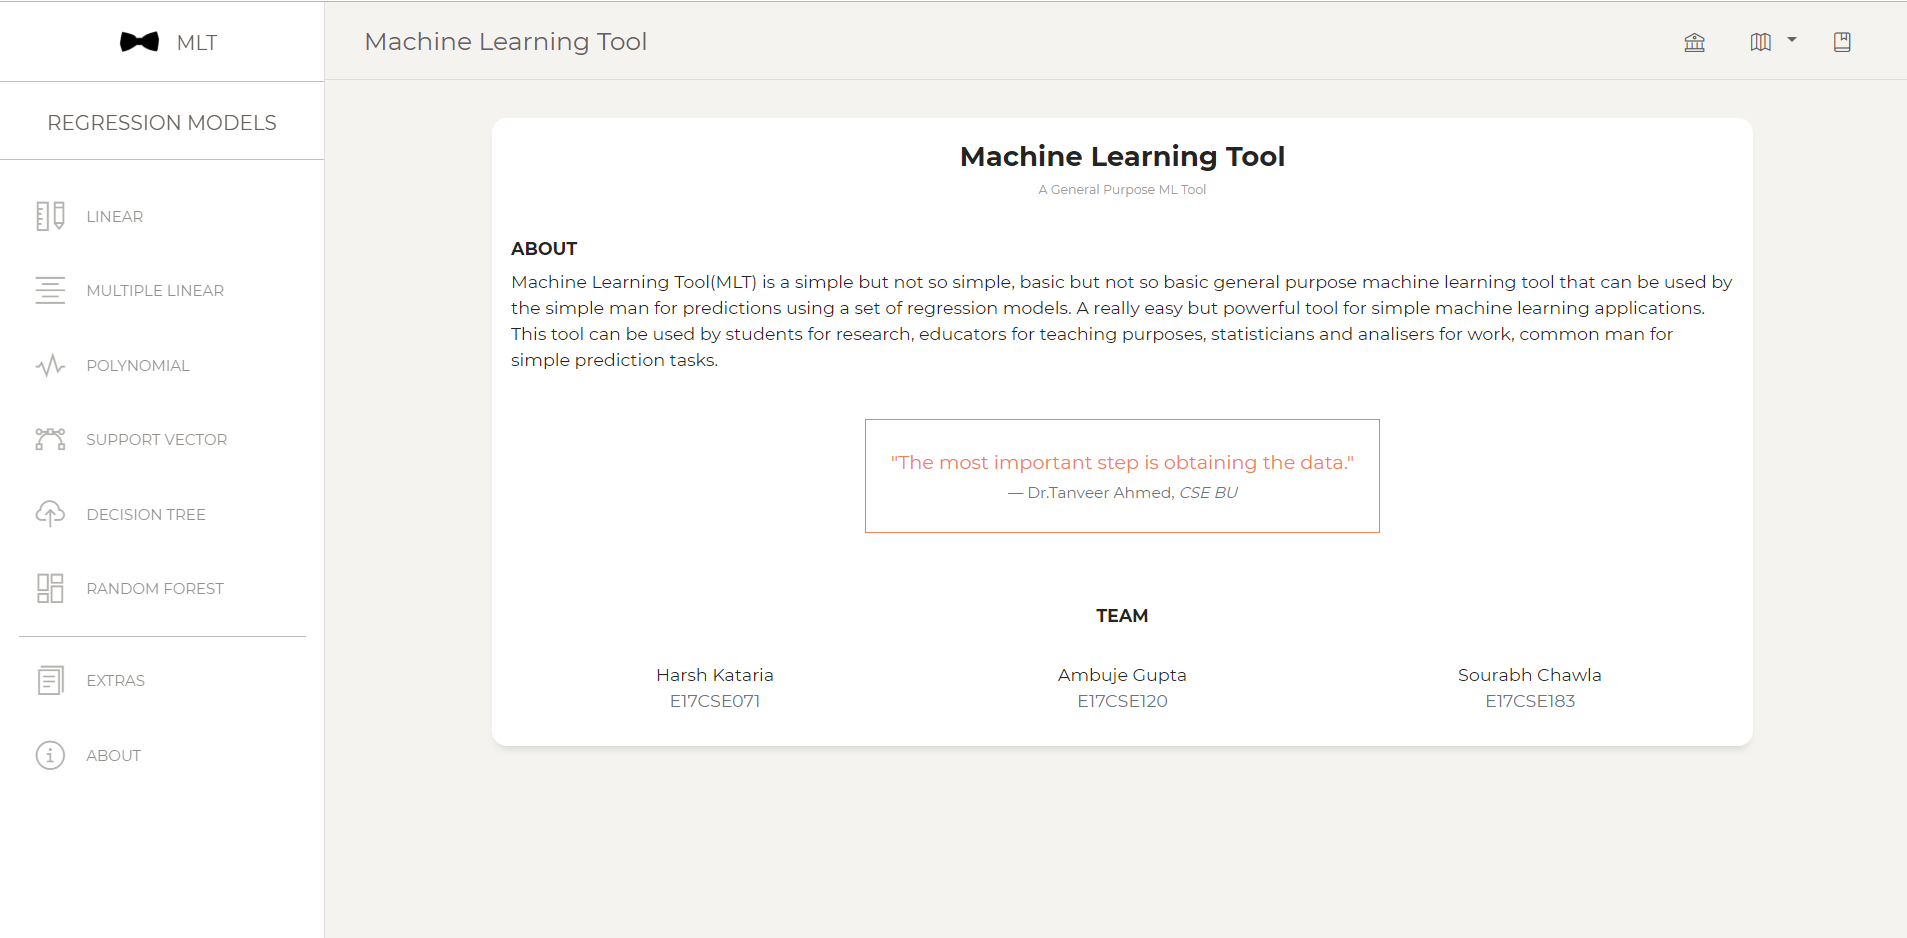 MLT
REGRESSION MODELS
LINEAR
MULTIPLE LINEAR
POLYNOMIAL
SUPPORT VECTOR
DECISION TREE
RANDOM FOREST
EXTRAS
ABOUT
Machine Learning Tool
Machine Learning Tool
A General Purpose ML Tool
ABOUT
Machine Learning Tool(MLT) is a simple but not so simple, basic but not so basic general purpose machine learning tool that can be used by
the simple man for predictions using a set of regression models. A really easy but powerful tool for simple machine learning applications.
This tool can be used by students for research, educators for teaching purposes, statisticians and analisers for work, common man for
simple prediction tasks.
"The most important step is obtaining the data."
— Dr.Tanveer Ahmed, CSE BU
TEAM
Harsh Kataria
E17CSE071
Ambuje Gupta
E17CSE120
Sourabh Chawla
E17CSE183